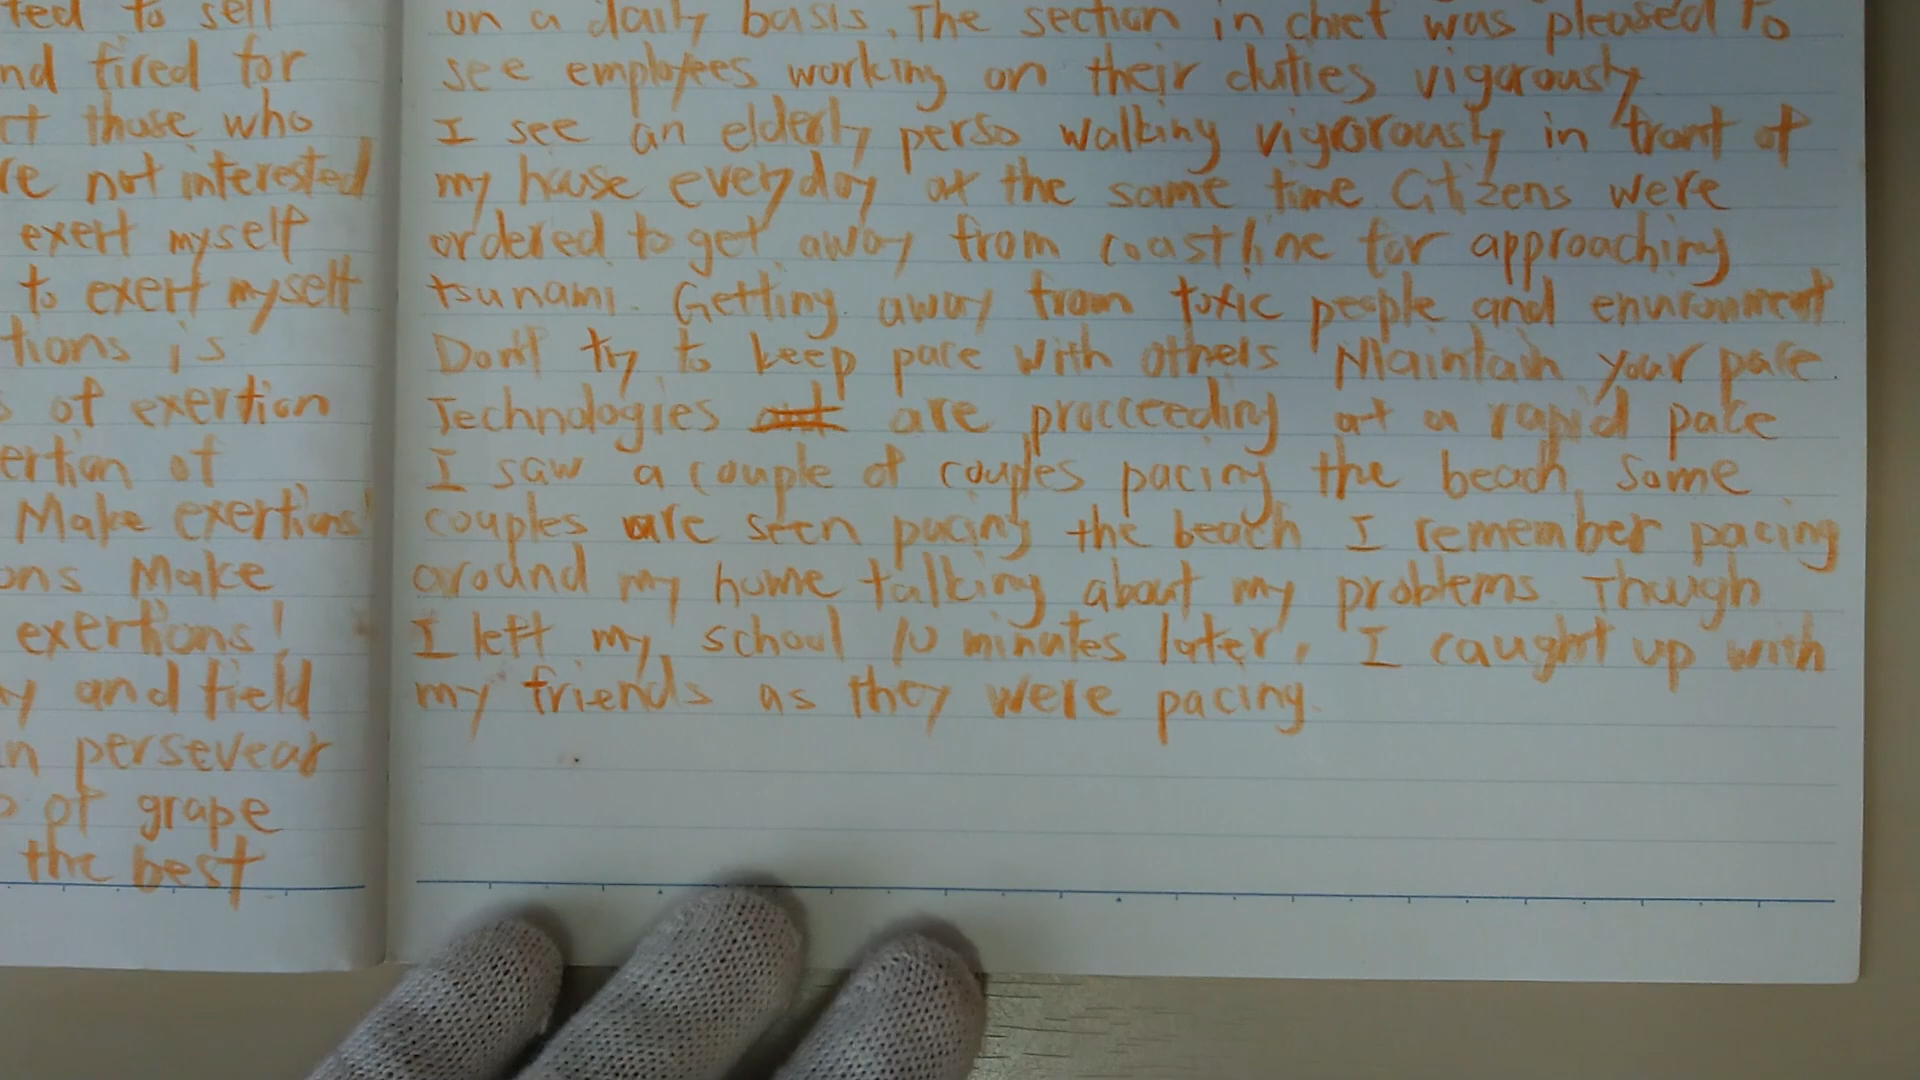 ted to sell
nd fired for
ct those who
re not interested
exert myself
to exert myself
tions is
s of exertion
ertion of
Make exertions!
ons Make
exertions!
y and field
n persevear
of grape
the best
on a daily basis. The section in chief was pleased to
see employees working on their duties vigorously
I see an elderly perso walking vigorously in front of
my house everyday at the same time. Citizens were
ordered to get away from coastline for approaching
tsunami. Getting away from toxic people and environment
Don't try to keep pace with others Maintain your pace.
Technologies are procceeding at a rapid pace
I saw a couple of couples pacing the beach. Some
couples are seen pacing the beach I remember pacing
around my home talking about my problems Though
I left my school 10 minutes later, I caught up with
my friends as they were pacing.